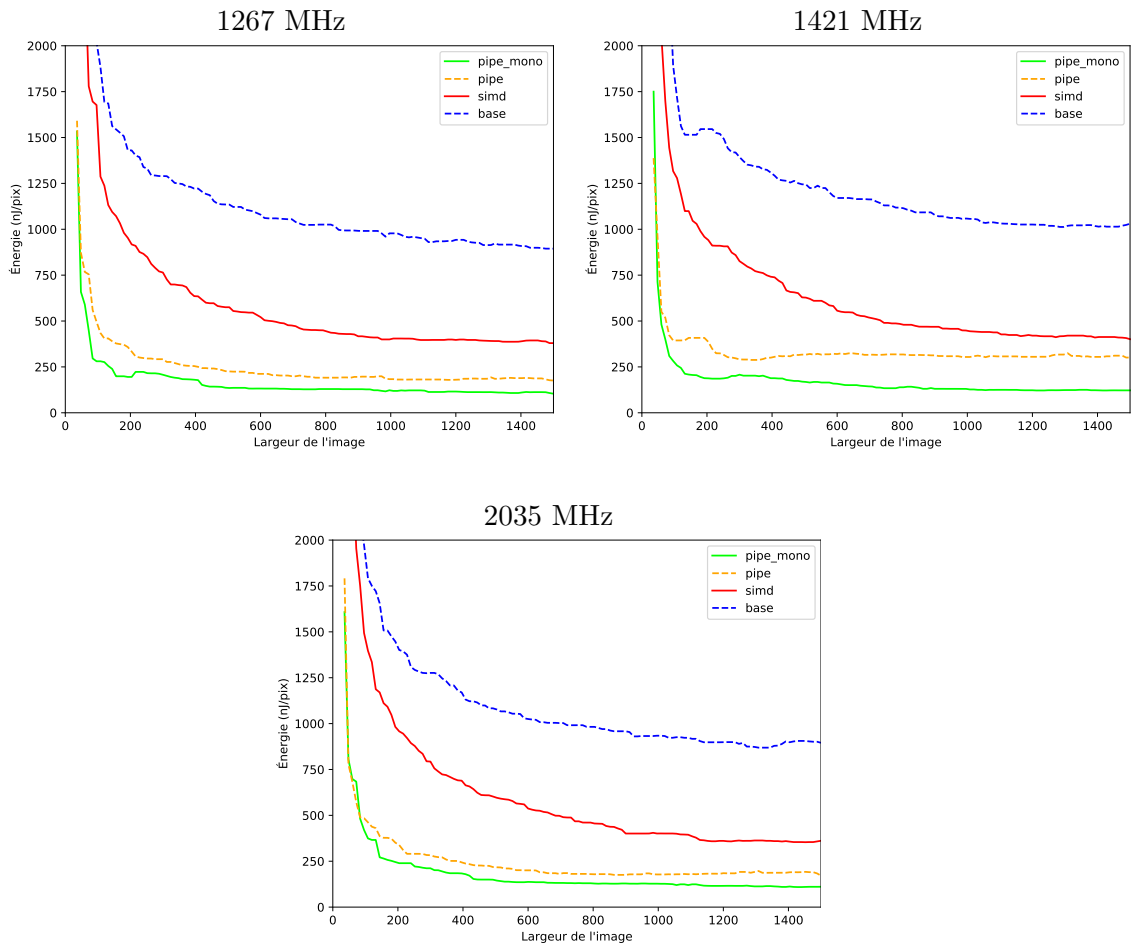 1267 MHz
2000
1750
1500
1250
1000
750
500
250
0
Énergie (nJ/pix)
0 200 400 600 800 1000 1200 1400
Largeur de l'image
pipe_mono
pipe
simd
base
1421 MHz
2000
1750
1500
1250
1000
750
500
250
0
Énergie (nJ/pix)
0 200 400 600 800 1000 1200 1400
Largeur de l'image
pipe_mono
pipe
simd
base
2035 MHz
2000
1750
1500
1250
1000
750
500
250
0
Énergie (nJ/pix)
0 200 400 600 800 1000 1200 1400
Largeur de l'image
pipe_mono
pipe
simd
base